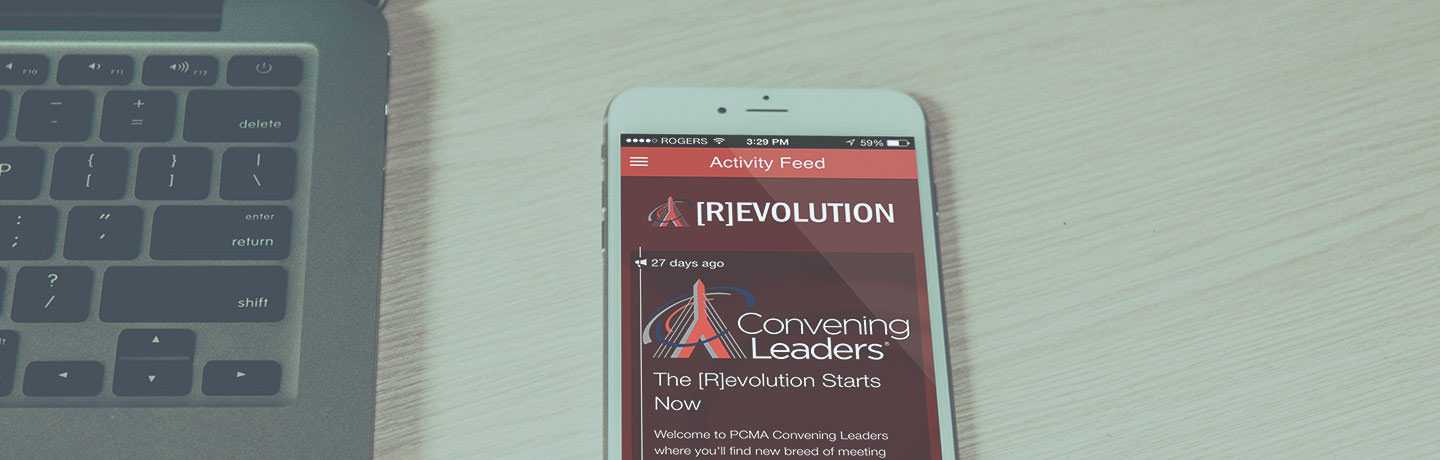 F10 F11 F12
— +
- = delete
P { } |
[ ] \
: " enter
; ' return
?
/ shift
ROGERS 3:29 PM 59%
Activity Feed
[R]EVOLUTION
27 days ago
Convening
Leaders®
The [R]evolution Starts
Now
Welcome to PCMA Convening Leaders
where you'll find new breed of meeting